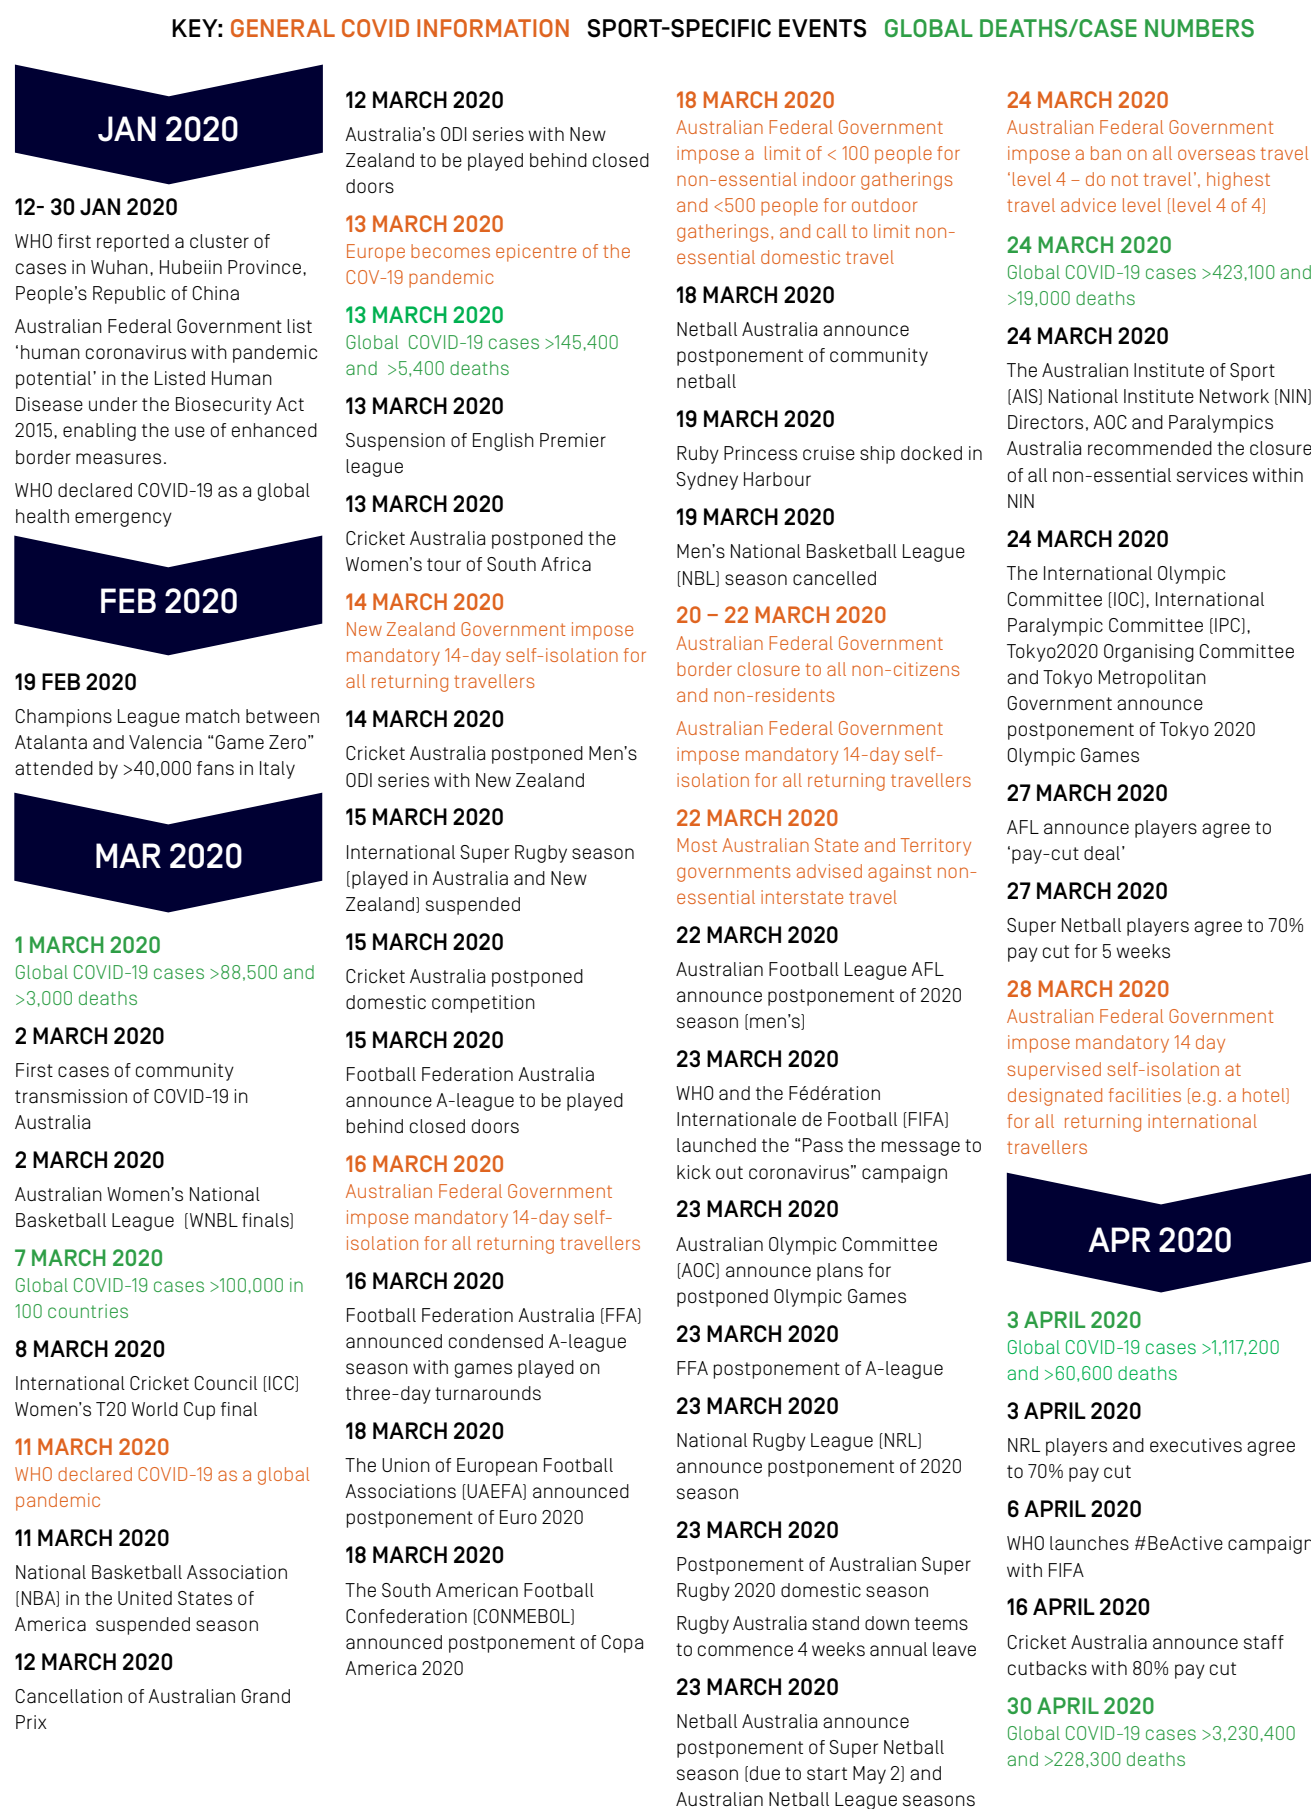 KEY: GENERAL COVID INFORMATION SPORT-SPECIFIC EVENTS GLOBAL DEATHS/CASE NUMBERS
JAN 2020
12- 30 JAN 2020
WHO first reported a cluster of
cases in Wuhan, Hubeiin Province,
People's Republic of China
Australian Federal Government list
‘human coronavirus with pandemic
potential’ in the Listed Human
Disease under the Biosecurity Act
2015, enabling the use of enhanced
border measures.
WHO declared COVID-19 as a global
health emergency
FEB 2020
19 FEB 2020
Champions League match between
Atalanta and Valencia “Game Zero”
attended by >40,000 fans in Italy
MAR 2020
1 MARCH 2020
Global COVID-19 cases >88,500 and
>3,000 deaths
2 MARCH 2020
First cases of community
transmission of COVID-19 in
Australia
2 MARCH 2020
Australian Women's National
Basketball League (WNBL finals)
7 MARCH 2020
Global COVID-19 cases >100,000 in
100 countries
8 MARCH 2020
International Cricket Council (ICC)
Women's T20 World Cup final
11 MARCH 2020
WHO declared COVID-19 as a global
pandemic
11 MARCH 2020
National Basketball Association
(NBA) in the United States of
America suspended season
12 MARCH 2020
Cancellation of Australian Grand
Prix
12 MARCH 2020
Australia's ODI series with New
Zealand to be played behind closed
doors
13 MARCH 2020
Europe becomes epicentre of the
COV-19 pandemic
13 MARCH 2020
Global COVID-19 cases >145,400
and >5,400 deaths
13 MARCH 2020
Suspension of English Premier
league
13 MARCH 2020
Cricket Australia postponed the
Women's tour of South Africa
14 MARCH 2020
New Zealand Government impose
mandatory 14-day self-isolation for
all returning travellers
14 MARCH 2020
Cricket Australia postponed Men's
ODI series with New Zealand
15 MARCH 2020
International Super Rugby season
(played in Australia and New
Zealand) suspended
15 MARCH 2020
Cricket Australia postponed
domestic competition
15 MARCH 2020
Football Federation Australia
announce A-league to be played
behind closed doors
16 MARCH 2020
Australian Federal Government
impose mandatory 14-day self-
isolation for all returning travellers
16 MARCH 2020
Football Federation Australia (FFA)
announced condensed A-league
season with games played on
three-day turnarounds
18 MARCH 2020
The Union of European Football
Associations (UAEFA) announced
postponement of Euro 2020
18 MARCH 2020
The South American Football
Confederation (CONMEBOL)
announced postponement of Copa
America 2020
18 MARCH 2020
Australian Federal Government
impose a limit of < 100 people for
non-essential indoor gatherings
and <500 people for outdoor
gatherings, and call to limit non-
essential domestic travel
18 MARCH 2020
Netball Australia announce
postponement of community
netball
19 MARCH 2020
Ruby Princess cruise ship docked in
Sydney Harbour
19 MARCH 2020
Men's National Basketball League
(NBL) season cancelled
20 – 22 MARCH 2020
Australian Federal Government
border closure to all non-citizens
and non-residents
Australian Federal Government
impose mandatory 14-day self-
isolation for all returning travellers
22 MARCH 2020
Most Australian State and Territory
governments advised against non-
essential interstate travel
22 MARCH 2020
Australian Football League AFL
announce postponement of 2020
season (men's)
23 MARCH 2020
WHO and the Fédération
Internationale de Football (FIFA)
launched the “Pass the message to
kick out coronavirus” campaign
23 MARCH 2020
Australian Olympic Committee
(AOC) announce plans for
postponed Olympic Games
23 MARCH 2020
FFA postponement of A-league
23 MARCH 2020
National Rugby League (NRL)
announce postponement of 2020
season
23 MARCH 2020
Postponement of Australian Super
Rugby 2020 domestic season
Rugby Australia stand down teems
to commence 4 weeks annual leave
23 MARCH 2020
Netball Australia announce
postponement of Super Netball
season (due to start May 2) and
Australian Netball League seasons
24 MARCH 2020
Australian Federal Government
impose a ban on all overseas travel
‘level 4 – do not travel’, highest
travel advice level (level 4 of 4)
24 MARCH 2020
Global COVID-19 cases >423,100 and
>19,000 deaths
24 MARCH 2020
The Australian Institute of Sport
(AIS) National Institute Network (NIN)
Directors, AOC and Paralympics
Australia recommended the closure
of all non-essential services within
NIN
24 MARCH 2020
The International Olympic
Committee (IOC), International
Paralympic Committee (IPC),
Tokyo2020 Organising Committee
and Tokyo Metropolitan
Government announce
postponement of Tokyo 2020
Olympic Games
27 MARCH 2020
AFL announce players agree to
‘pay-cut deal’
27 MARCH 2020
Super Netball players agree to 70%
pay cut for 5 weeks
28 MARCH 2020
Australian Federal Government
impose mandatory 14 day
supervised self-isolation at
designated facilities (e.g. a hotel)
for all returning international
travellers
APR 2020
3 APRIL 2020
Global COVID-19 cases >1,117,200
and >60,600 deaths
3 APRIL 2020
NRL players and executives agree
to 70% pay cut
6 APRIL 2020
WHO launches #BeActive campaign
with FIFA
16 APRIL 2020
Cricket Australia announce staff
cutbacks with 80% pay cut
30 APRIL 2020
Global COVID-19 cases >3,230,400
and >228,300 deaths